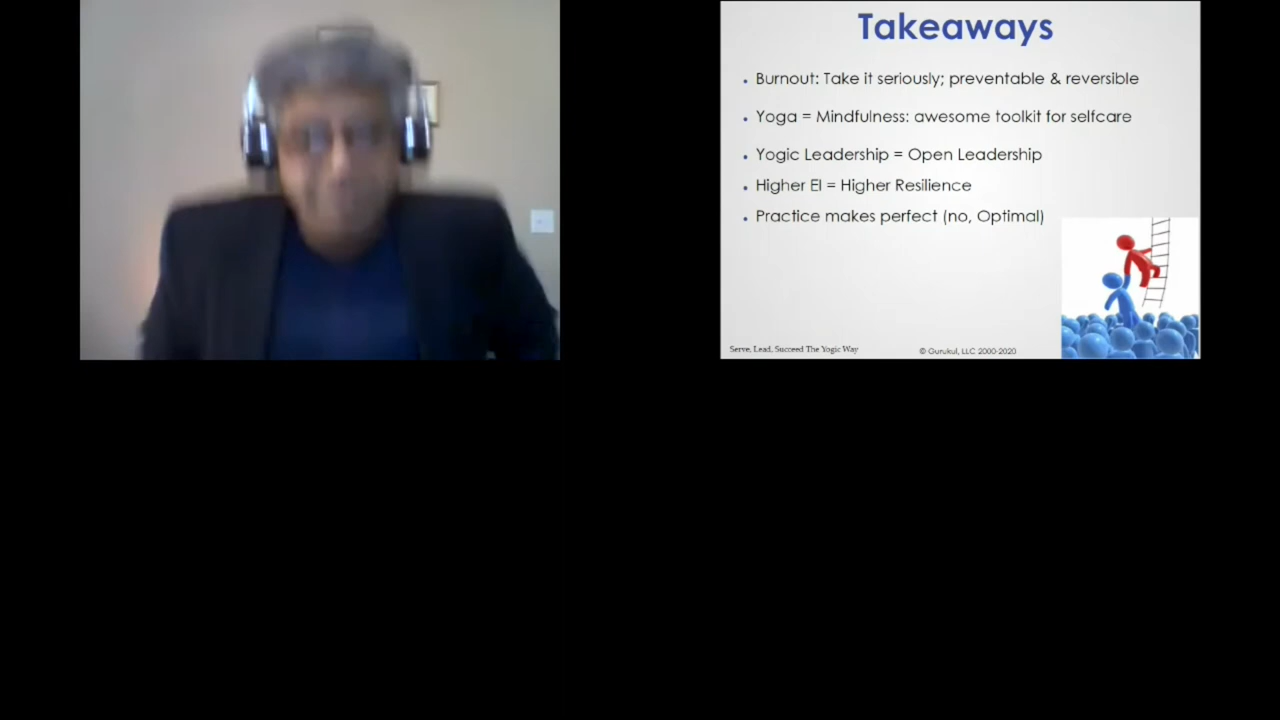 Takeaways
• Burnout: Take it seriously; preventable & reversible
• Yoga = Mindfulness: awesome toolkit for selfcare
• Yogic Leadership = Open Leadership
• Higher EI = Higher Resilience
• Practice makes perfect (no, Optimal)
Serve, Lead, Succeed The Yogic Way
© Gurukul, LLC 2000-2020